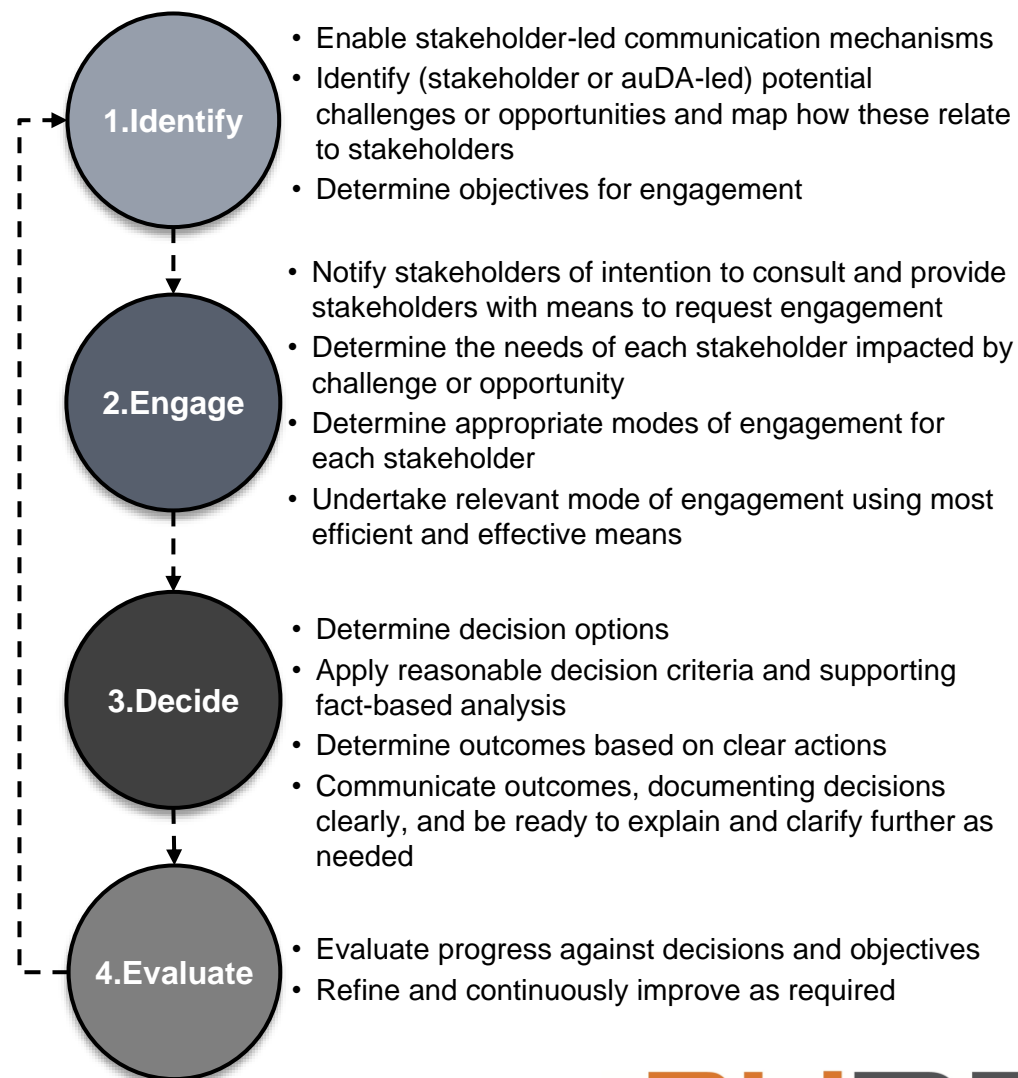 1.Identify
• Enable stakeholder-led communication mechanisms
• Identify (stakeholder or auDA-led) potential
challenges or opportunities and map how these relate
to stakeholders
• Determine objectives for engagement
2.Engage
• Notify stakeholders of intention to consult and provide
stakeholders with means to request engagement
• Determine the needs of each stakeholder impacted by
challenge or opportunity
• Determine appropriate modes of engagement for
each stakeholder
• Undertake relevant mode of engagement using most
efficient and effective means
3.Decide
• Determine decision options
• Apply reasonable decision criteria and supporting
fact-based analysis
• Determine outcomes based on clear actions
• Communicate outcomes, documenting decisions
clearly, and be ready to explain and clarify further as
needed
4.Evaluate
• Evaluate progress against decisions and objectives
• Refine and continuously improve as required